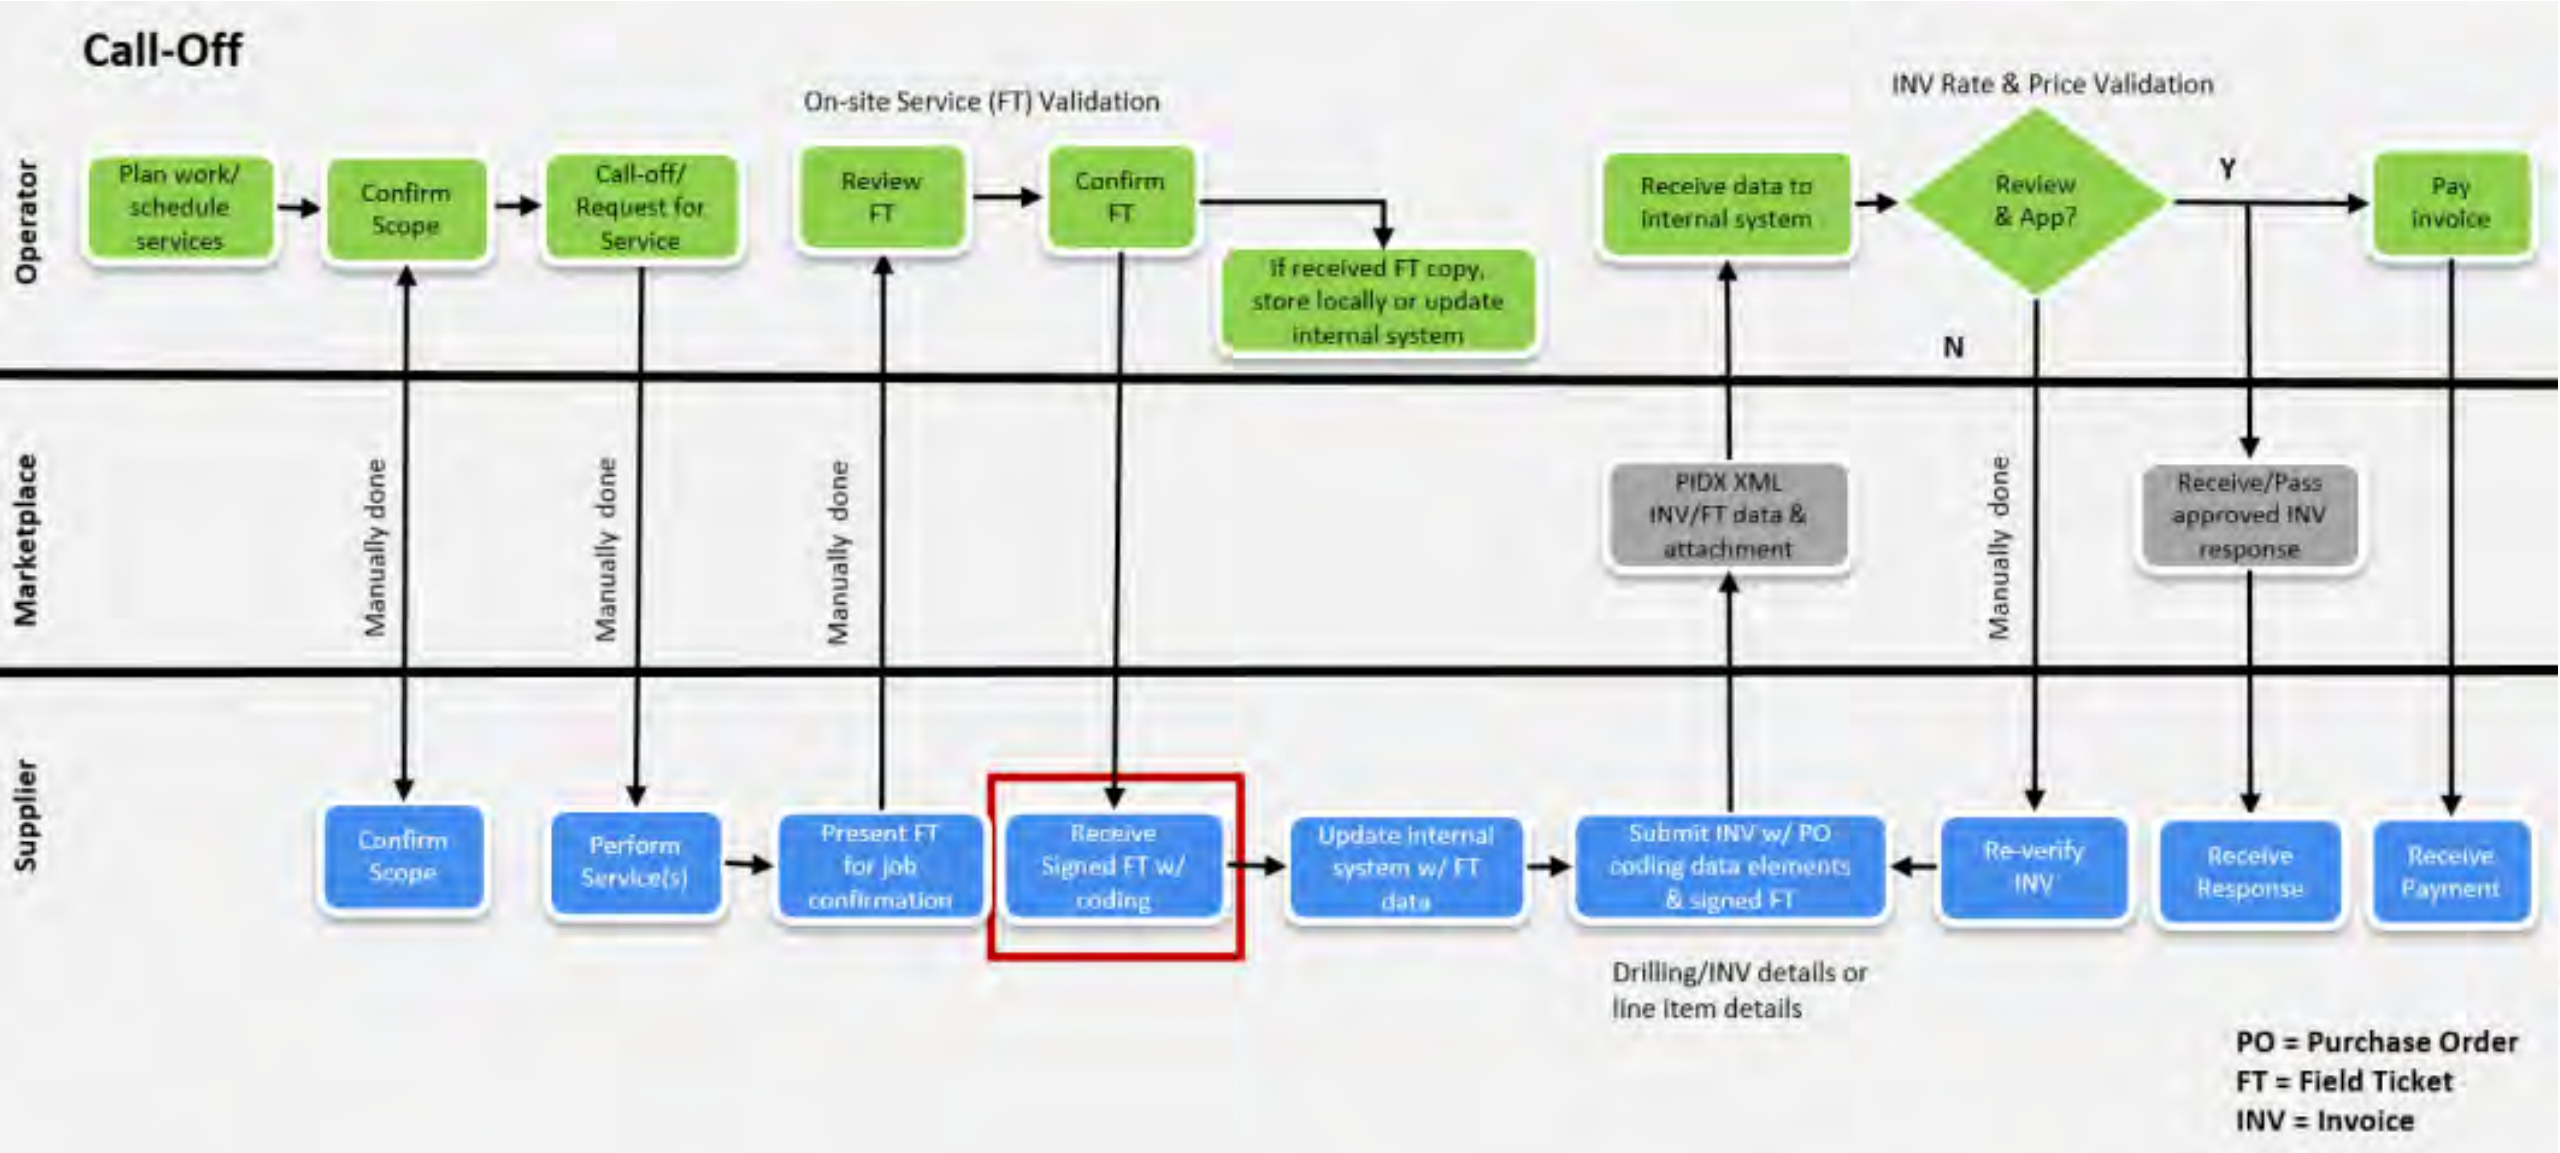 Call-Off
On-site Service (FT) Validation
INV Rate & Price Validation
Operator
Plan work/
schedule
services
Confirm
Scope
Call-off/
Request for
Service
Review
FT
Confirm
FT
If received FT copy,
store locally or update
internal system
Receive data to
internal system
Review
& App?
Y
N
Pay
invoice
Marketplace
Manually done
Manually done
Manually done
PIDX XML
INV/FT data &
attachment
Manually done
Receive/Pass
approved INV
response
Supplier
Confirm
Scope
Perform
Service(s)
Present FT
for job
confirmation
Receive
Signed FT w/
coding
Update internal
system w/ FT
data
Submit INV w/ PO
coding data elements
& signed FT
Re-verify
INV
Receive
Response
Receive
Payment
Drilling/INV details or
line item details
PO = Purchase Order
FT = Field Ticket
INV = Invoice